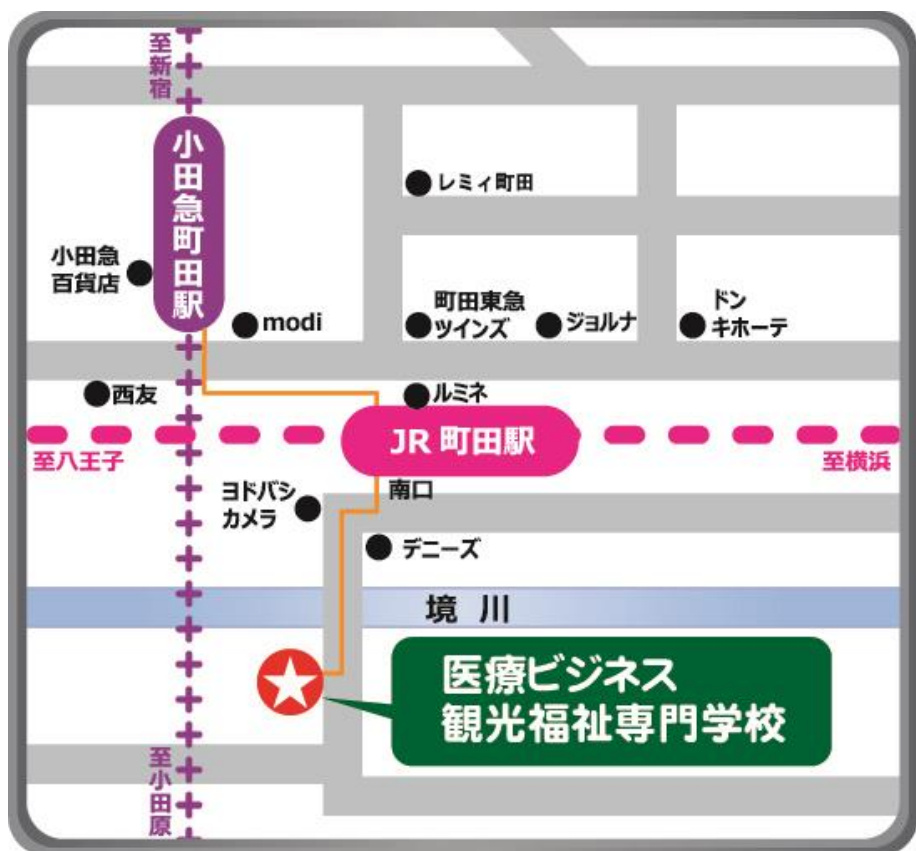 至新宿
小田急町田駅
レミィ町田
小田急
百貨店
modi
町田東急
ツインズ
ジョルナ
ドン
キホーテ
西友
ルミネ
JR 町田駅
至八王子
至横浜
南口
ヨドバシ
カメラ
デニーズ
境 川
医療ビジネス
観光福祉専門学校
至小田原